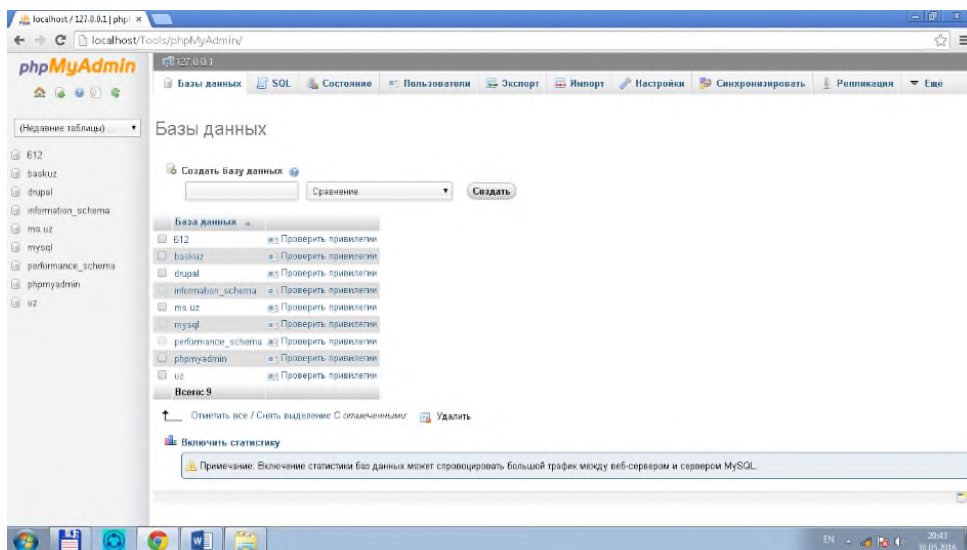 localhost / 127.0.0.1 | phpI
localhost/Tools/phpMyAdmin/
phpMyAdmin
(Недавние таблицы) ...
612
baskuz
drupal
information_schema
ms.uz
mysql
performance_schema
phpmyadmin
uz
127.0.0.1
Базы данных SQL Состояние Пользователи Экспорт Импорт Настройки Синхронизировать Репликация Ещё
Базы данных
Создать базу данных
Сравнение Создать
База данных
612 Проверить привилегии
baskuz Проверить привилегии
drupal Проверить привилегии
information_schema Проверить привилегии
ms.uz Проверить привилегии
mysql Проверить привилегии
performance_schema Проверить привилегии
phpmyadmin Проверить привилегии
uz Проверить привилегии
Всего: 9
Отметить все / Снять выделение С отмеченными: Удалить
Включить статистику
Примечание: Включение статистики баз данных может спровоцировать большой трафик между веб-сервером и сервером MySQL.
EN 20:43
30.05.2016